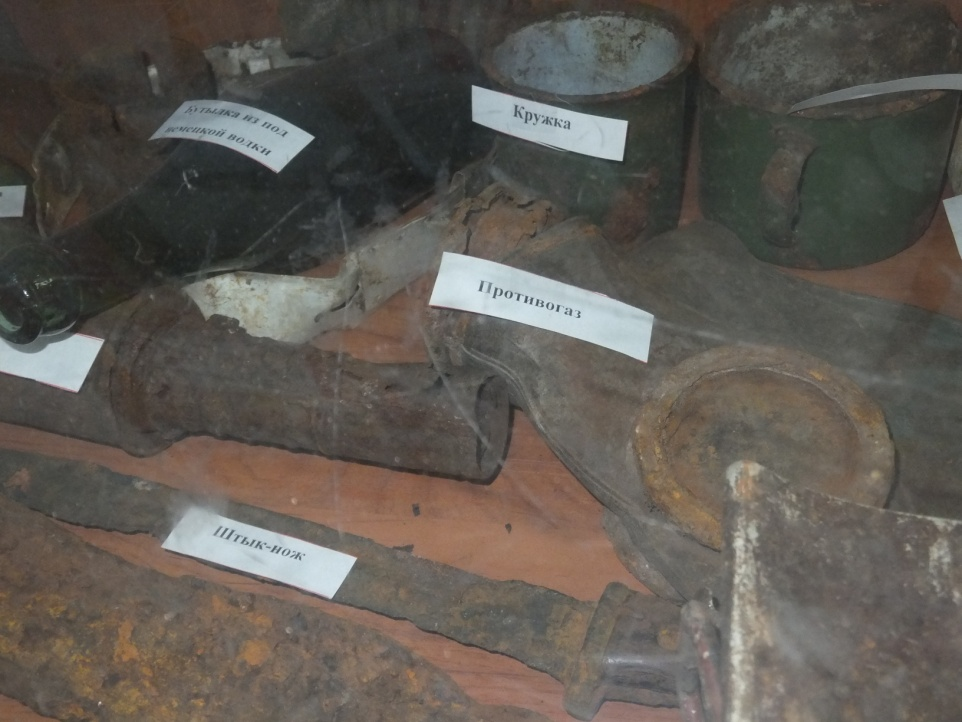 Бутылка из под
немецкой водки
Кружка
Противогаз
Штык-нож